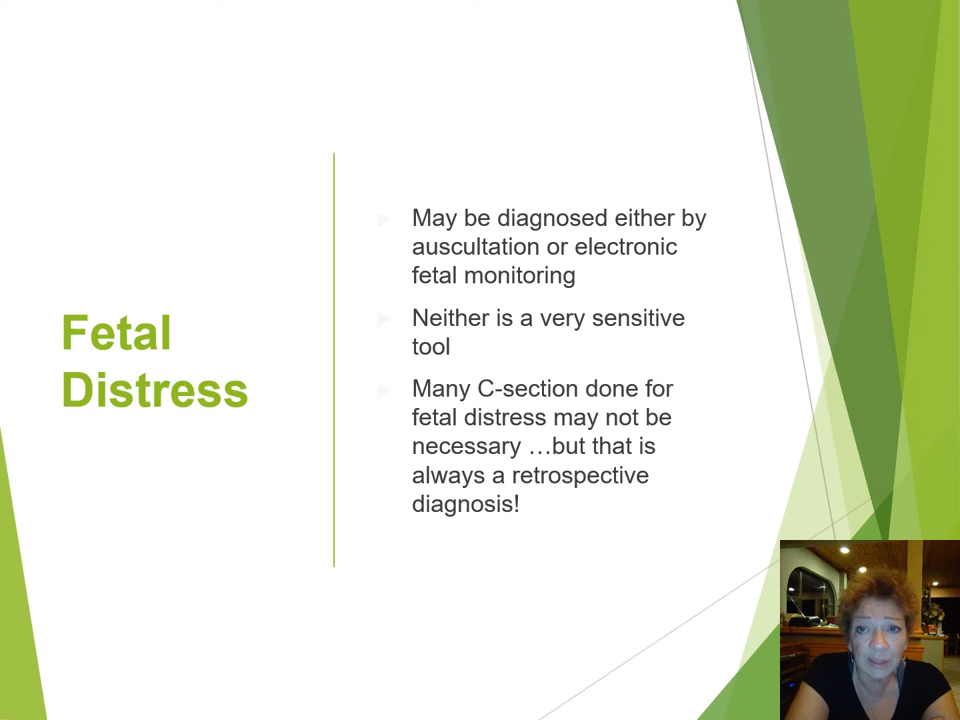 Fetal
Distress
May be diagnosed either by
auscultation or electronic
fetal monitoring
Neither is a very sensitive
tool
Many C-section done for
fetal distress may not be
necessary …but that is
always a retrospective
diagnosis!